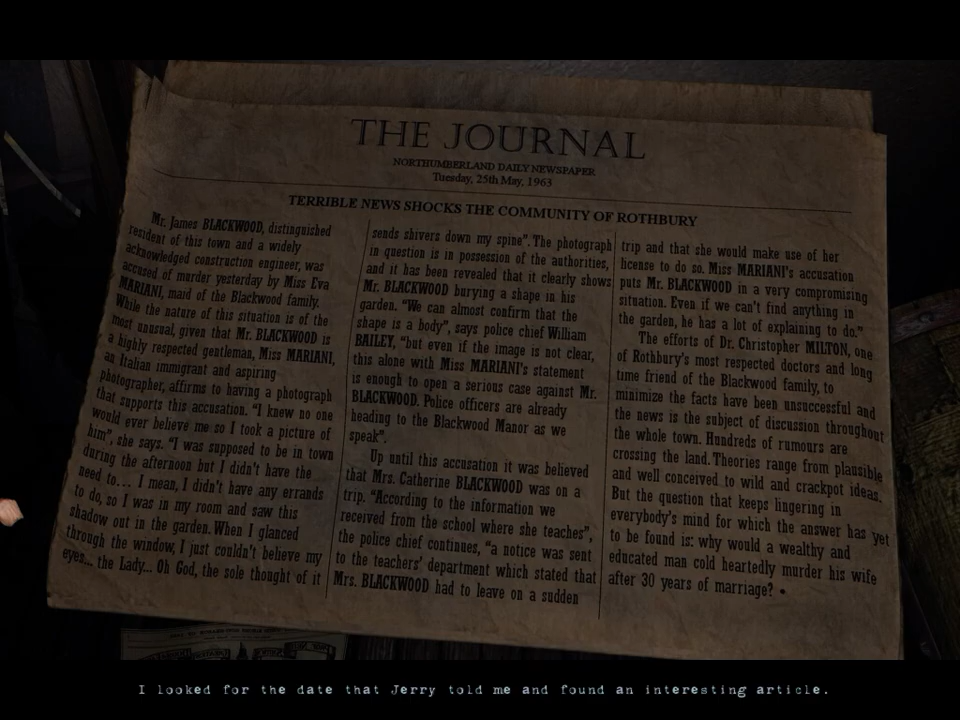 THE JOURNAL
NORTHUMBERLAND DAILY NEWSPAPER
Tuesday, 25th May, 1963
TERRIBLE NEWS SHOCKS THE COMMUNITY OF ROTHBURY
Mr. James BLACKWOOD, distinguished
resident of this town and a widely
acknowledged construction engineer, was
accused of murder yesterday by Miss Eva
MARIANI, maid of the Blackwood family.
While the nature of this situation is of the
most unusual, given that Mr. BLACKWOOD is
a highly respected gentleman, Miss MARIANI,
an Italian immigrant and aspiring
photographer, affirms to having a photograph
that supports this accusation. "I knew no one
would ever believe me so I took a picture of
him", she says. "I was supposed to be in town
during the afternoon but I didn't have the
need to... I mean, I didn't have any errands
to do, so I was in my room and saw this
shadow out in the garden. When I glanced
through the window, I just couldn't believe my
eyes... the Lady... Oh God, the sole thought of it
sends shivers down my spine". The photograph
in question is in possession of the authorities,
and it has been revealed that it clearly shows
Mr. BLACKWOOD burying a shape in his
garden. "We can almost confirm that the
shape is a body", says police chief William
BAILEY, "but even if the image is not clear,
this alone with Miss MARIANI's statement
is enough to open a serious case against Mr.
BLACKWOOD. Police officers are already
heading to the Blackwood Manor as we
speak".
Up until this accusation it was believed
that Mrs. Catherine BLACKWOOD was on a
trip. "According to the information we
received from the school where she teaches",
the police chief continues, "a notice was sent
to the teachers' department which stated that
Mrs. BLACKWOOD had to leave on a sudden
trip and that she would make use of her
license to do so. Miss MARIANI's accusation
puts Mr. BLACKWOOD in a very compromising
situation. Even if we can't find anything in
the garden, he has a lot of explaining to do."
The efforts of Dr. Christopher MILTON, one
of Rothbury's most respected doctors and long
time friend of the Blackwood family, to
minimize the facts have been unsuccessful and
the news is the subject of discussion throughout
the whole town. Hundreds of rumours are
crossing the land. Theories range from plausible
and well conceived to wild and crackpot ideas.
But the question that keeps lingering in
everybody's mind for which the answer has yet
to be found is: why would a wealthy and
educated man cold heartedly murder his wife
after 30 years of marriage?
I looked for the date that Jerry told me and found an interesting article.